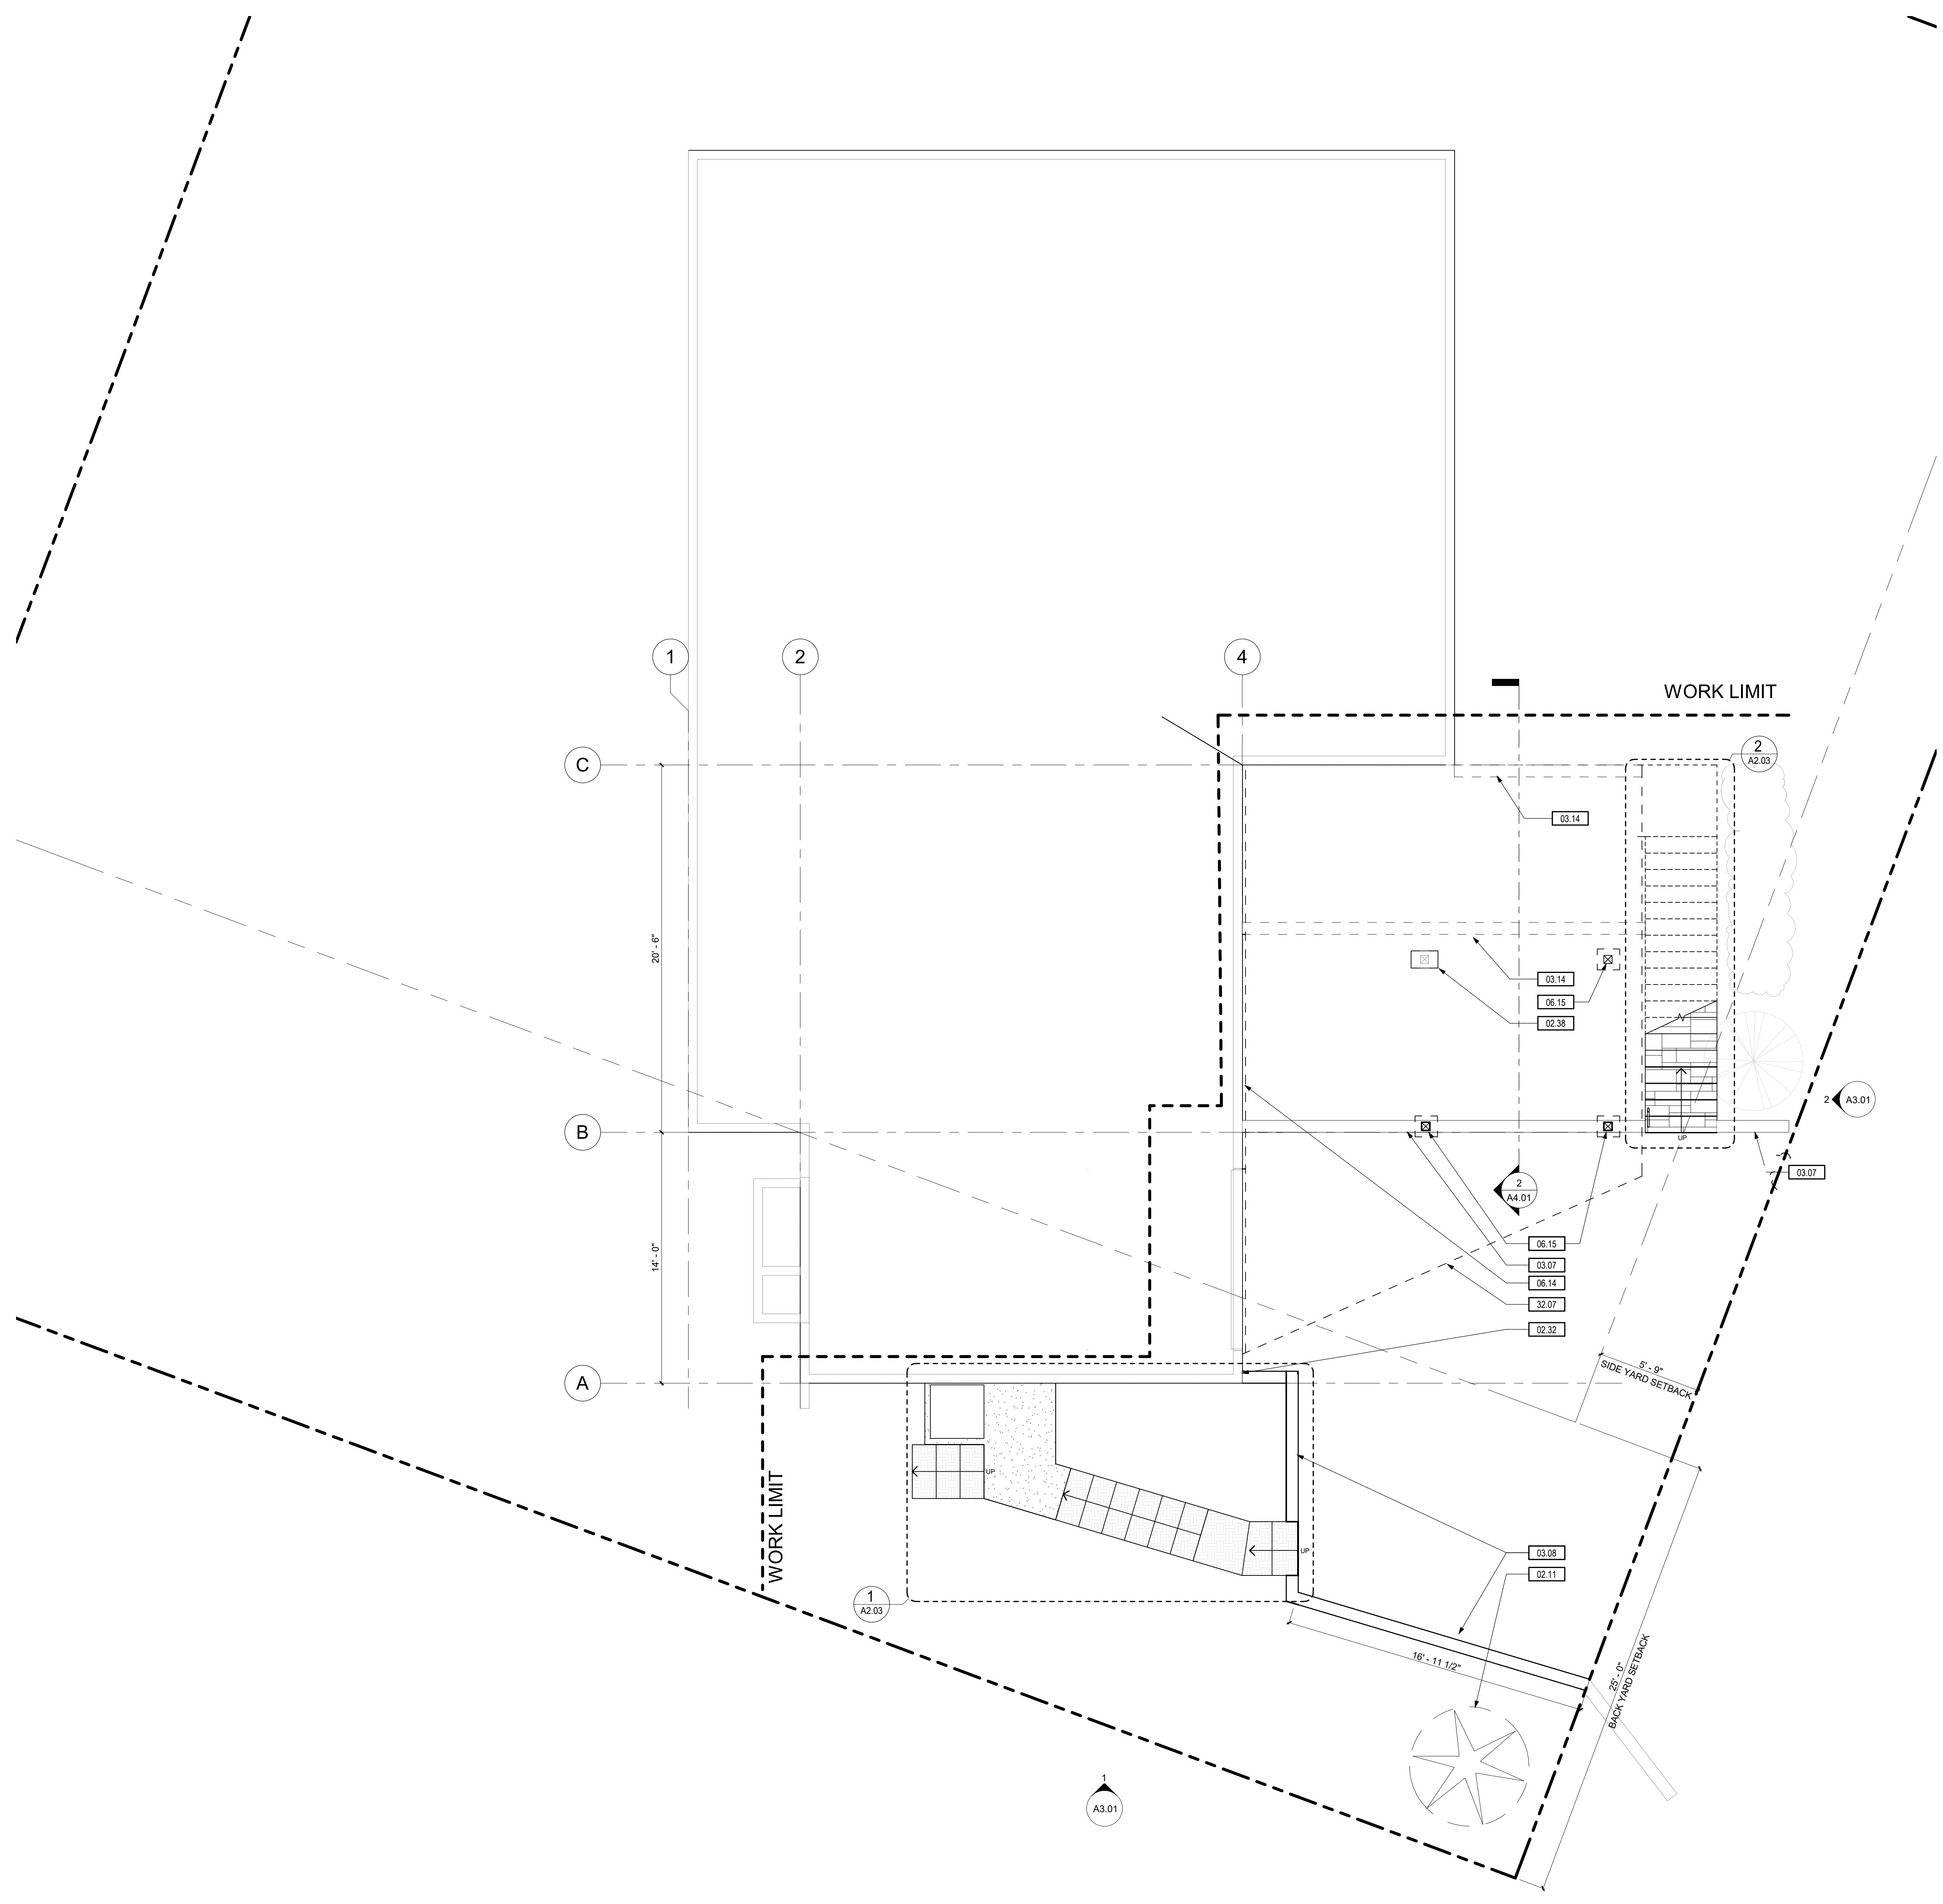 1
2
4
WORK LIMIT
C
2
A2.03
03.14
20' - 6"
03.14
06.15
02.38
2
A3.01
B
UP
03.07
2
A4.01
14' - 0"
06.15
03.07
06.14
32.07
02.32
5' - 9"
SIDE YARD SETBACK
A
UP
WORK LIMIT
UP
03.08
02.11
1
A2.03
16' - 11 1/2"
25' - 0"
BACK YARD SETBACK
1
A3.01